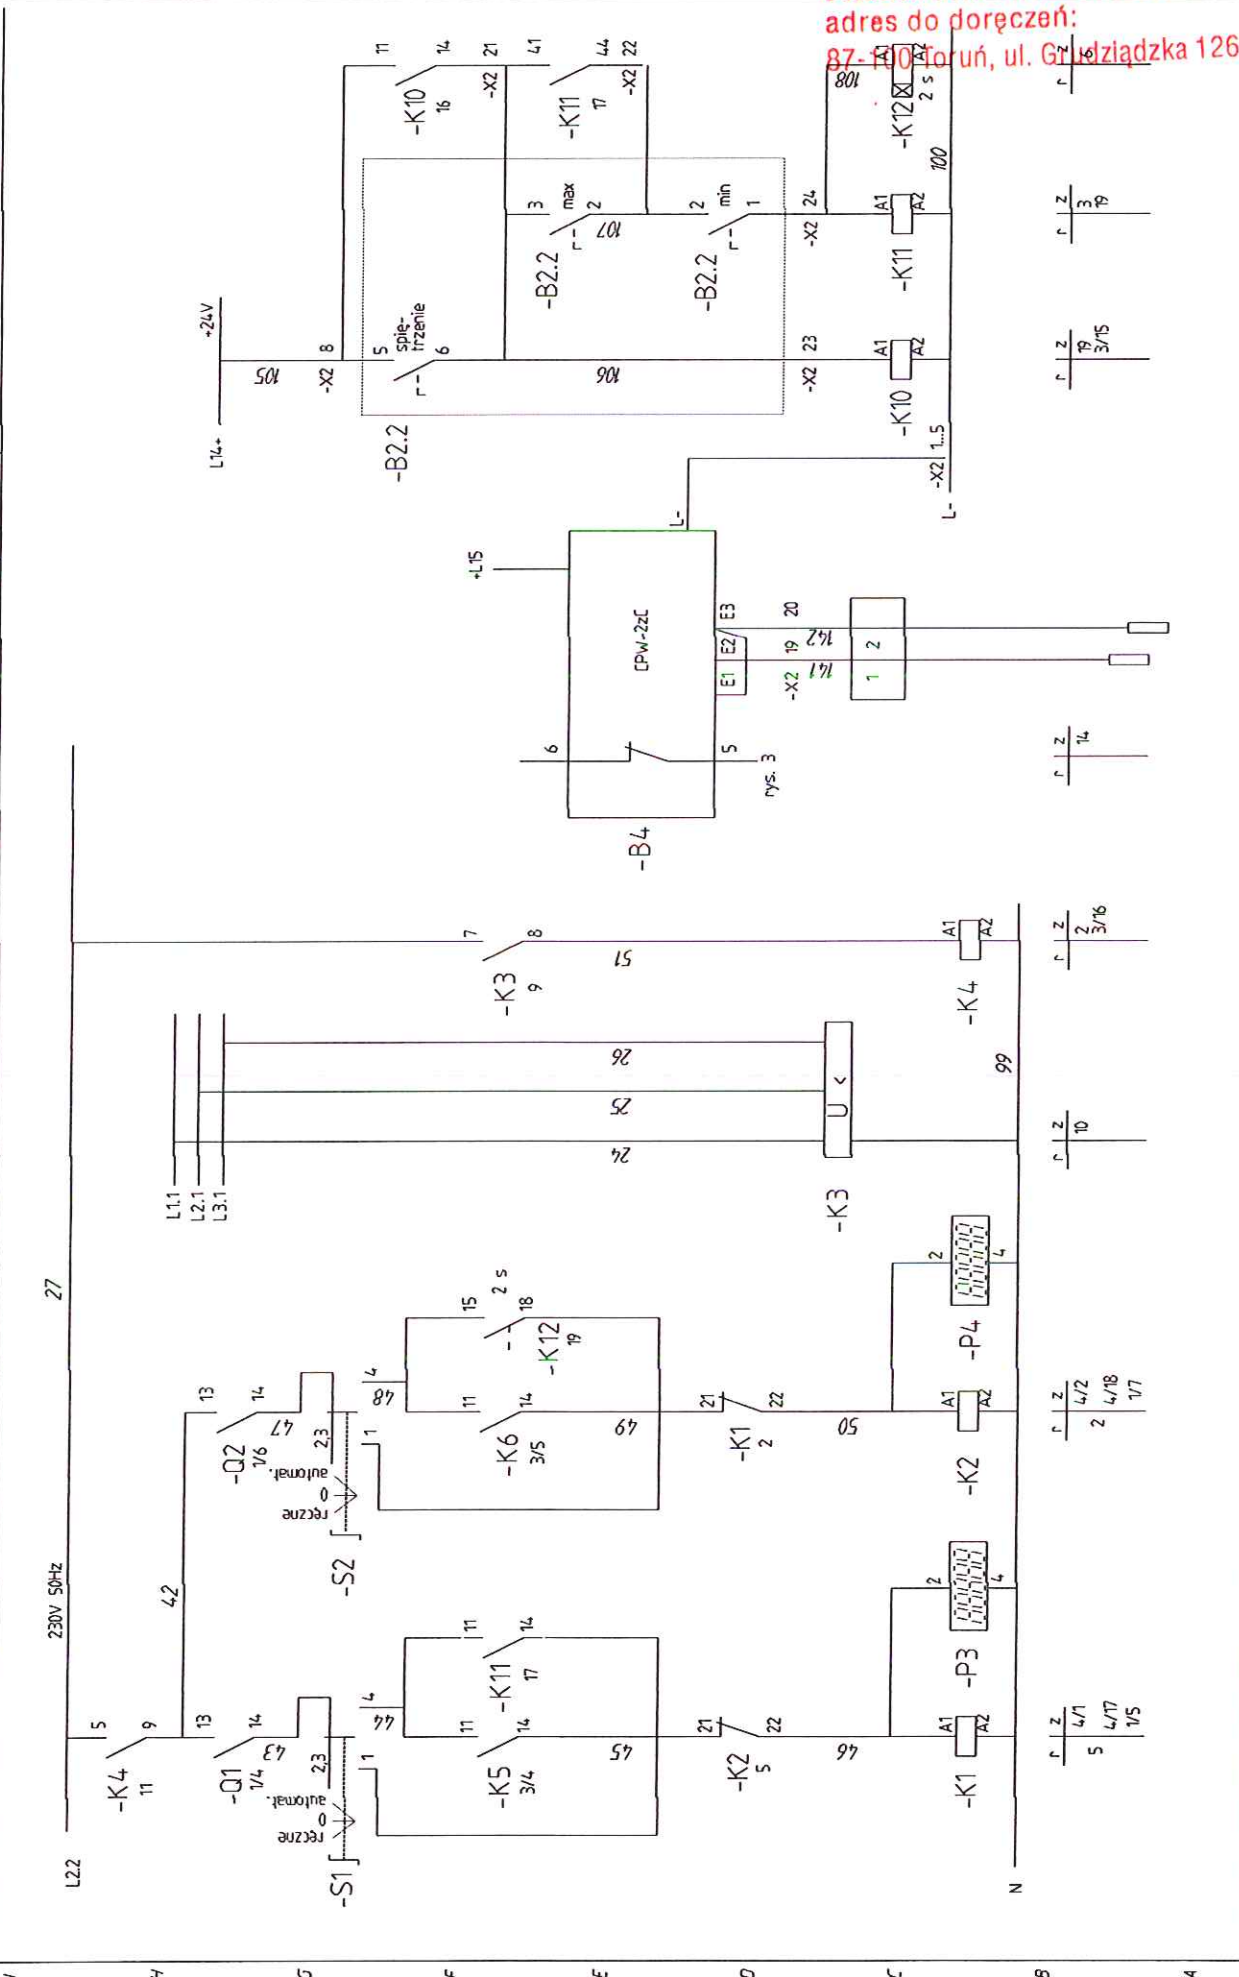 adres do doręczeń:
87-100 Toruń, ul. Grudziądzka 126
L2.2
230V 50Hz
27
5
9
-K4
11
42
13
14
-Q1
1/4
43
2,3
ręczne
0
automat.
-S1
1
4
44
11
14
-K5
3/4
11
14
-K11
17
45
21
22
-K2
5
46
A1
A2
-K1
2
4
-P3
N
r z
5
4/1
4/17
1/5
13
14
-Q2
1/6
47
2,3
ręczne
0
automat.
-S2
1
4
48
11
14
-K6
3/5
15
18
2 s
-K12
19
49
21
22
-K1
2
50
A1
A2
-K2
2
4
-P4
r z
2
4/2
4/18
1/7
L1.1
L2.1
L3.1
24
25
26
U <
-K3
r z
10
99
7
8
-K3
9
51
A1
A2
-K4
r z
2
3/16
-B4
6
5
rys. 3
CPW-2zC
+L15
L-
E1
E2
E3
-X2
19
20
141
142
1
2
r z
14
L14+
+24V
105
-X2
8
5
6
spię-
trzenie
-B2.2
106
-X2
23
A1
A2
-K10
L-
-X2
1...5
r z
19
3/15
11
14
-K10
16
21
-X2
41
44
-K11
17
22
-X2
3
2
max
-B2.2
107
2
1
min
-B2.2
-X2
24
A1
A2
-K11
r z
3
19
108
A1
A2
-K12
2 s
100
r z
6
H
G
F
E
D
C
B
A